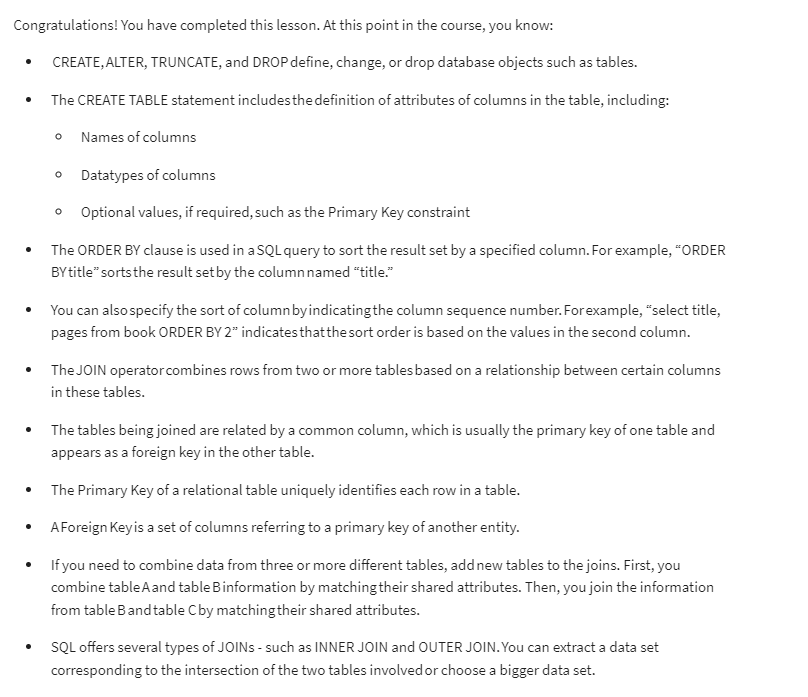 Congratulations! You have completed this lesson. At this point in the course, you know:
• CREATE, ALTER, TRUNCATE, and DROP define, change, or drop database objects such as tables.
• The CREATE TABLE statement includes the definition of attributes of columns in the table, including:
○ Names of columns
○ Datatypes of columns
○ Optional values, if required, such as the Primary Key constraint
• The ORDER BY clause is used in a SQL query to sort the result set by a specified column. For example, “ORDER
BY title” sorts the result set by the column named “title.”
• You can also specify the sort of column by indicating the column sequence number. For example, “select title,
pages from book ORDER BY 2” indicates that the sort order is based on the values in the second column.
• The JOIN operator combines rows from two or more tables based on a relationship between certain columns
in these tables.
• The tables being joined are related by a common column, which is usually the primary key of one table and
appears as a foreign key in the other table.
• The Primary Key of a relational table uniquely identifies each row in a table.
• A Foreign Key is a set of columns referring to a primary key of another entity.
• If you need to combine data from three or more different tables, add new tables to the joins. First, you
combine table A and table B information by matching their shared attributes. Then, you join the information
from table B and table C by matching their shared attributes.
• SQL offers several types of JOINs - such as INNER JOIN and OUTER JOIN. You can extract a data set
corresponding to the intersection of the two tables involved or choose a bigger data set.